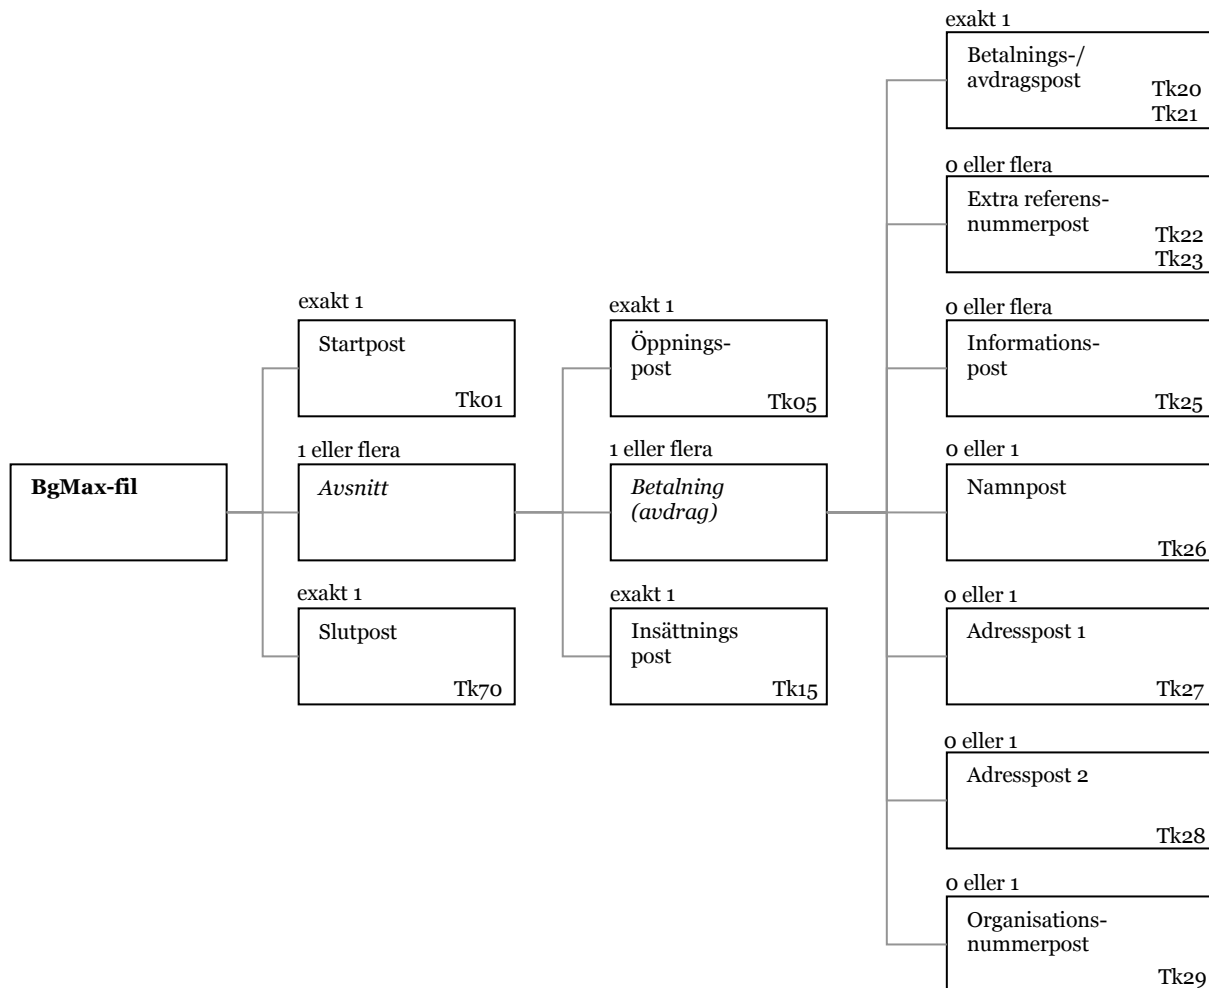 BgMax-fil
exakt 1
Startpost
Tk01
1 eller flera
Avsnitt
exakt 1
Slutpost
Tk70
exakt 1
Öppnings-
post
Tk05
1 eller flera
Betalning
(avdrag)
exakt 1
Insättnings
post
Tk15
exakt 1
Betalnings-/
avdragspost
Tk20
Tk21
0 eller flera
Extra referens-
nummerpost
Tk22
Tk23
0 eller flera
Informations-
post
Tk25
0 eller 1
Namnpost
Tk26
0 eller 1
Adresspost 1
Tk27
0 eller 1
Adresspost 2
Tk28
0 eller 1
Organisations-
nummerpost
Tk29